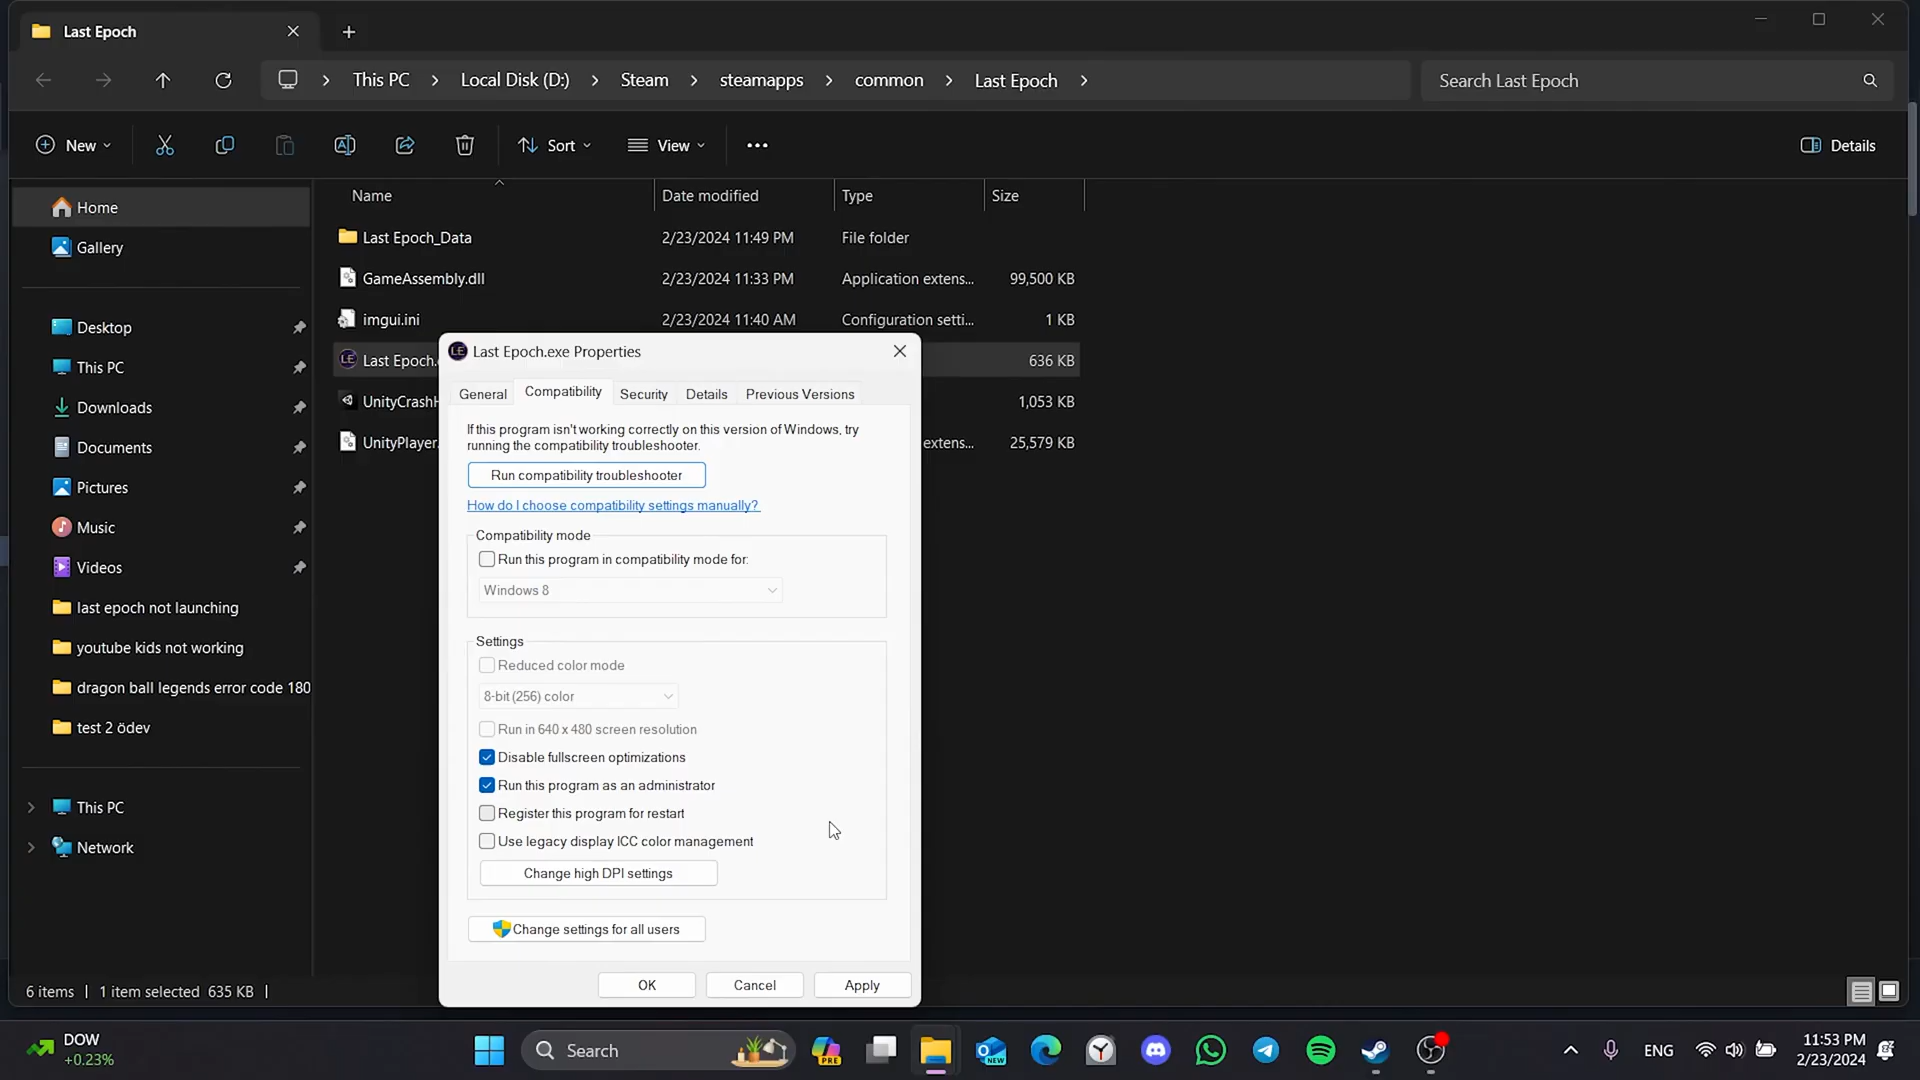 Last Epoch
This PC
Local Disk (D:)
Steam
steamapps
common
Last Epoch
Search Last Epoch
New
Sort
View
Details
Name
Date modified
Type
Size
Home
Gallery
Desktop
This PC
Downloads
Documents
Pictures
Music
Videos
last epoch not launching
youtube kids not working
dragon ball legends error code 180
test 2 ödev
This PC
Network
Last Epoch_Data 2/23/2024 11:49 PM File folder
GameAssembly.dll 2/23/2024 11:33 PM Application extens... 99,500 KB
imgui.ini 2/23/2024 11:40 AM Configuration setti... 1 KB
Last Epoch. 636 KB
UnityCrashH 1,053 KB
UnityPlayer. extens... 25,579 KB
LE Last Epoch.exe Properties
General
Compatibility
Security
Details
Previous Versions
If this program isn't working correctly on this version of Windows, try
running the compatibility troubleshooter.
Run compatibility troubleshooter
How do I choose compatibility settings manually?
Compatibility mode
Run this program in compatibility mode for:
Windows 8
Settings
Reduced color mode
8-bit (256) color
Run in 640 x 480 screen resolution
Disable fullscreen optimizations
Run this program as an administrator
Register this program for restart
Use legacy display ICC color management
Change high DPI settings
Change settings for all users
OK
Cancel
Apply
6 items
1 item selected 635 KB
DOW
+0.23%
Search
PRE
NEW
ENG
11:53 PM
2/23/2024